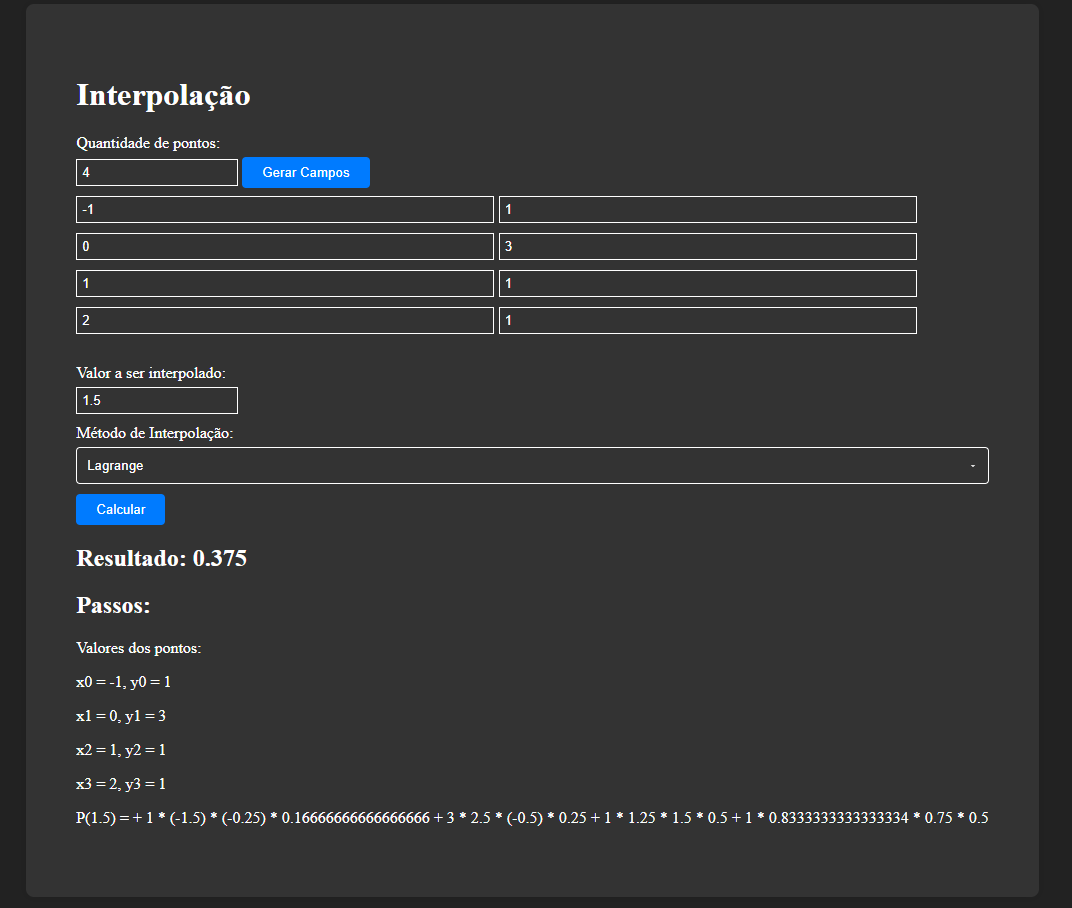 Interpolação
Quantidade de pontos:
4 Gerar Campos
-1 1
0 3
1 1
2 1
Valor a ser interpolado:
1.5
Método de Interpolação:
Lagrange
Calcular
Resultado: 0.375
Passos:
Valores dos pontos:
x0 = -1, y0 = 1
x1 = 0, y1 = 3
x2 = 1, y2 = 1
x3 = 2, y3 = 1
P(1.5) = + 1 * (-1.5) * (-0.25) * 0.16666666666666666 + 3 * 2.5 * (-0.5) * 0.25 + 1 * 1.25 * 1.5 * 0.5 + 1 * 0.8333333333333334 * 0.75 * 0.5